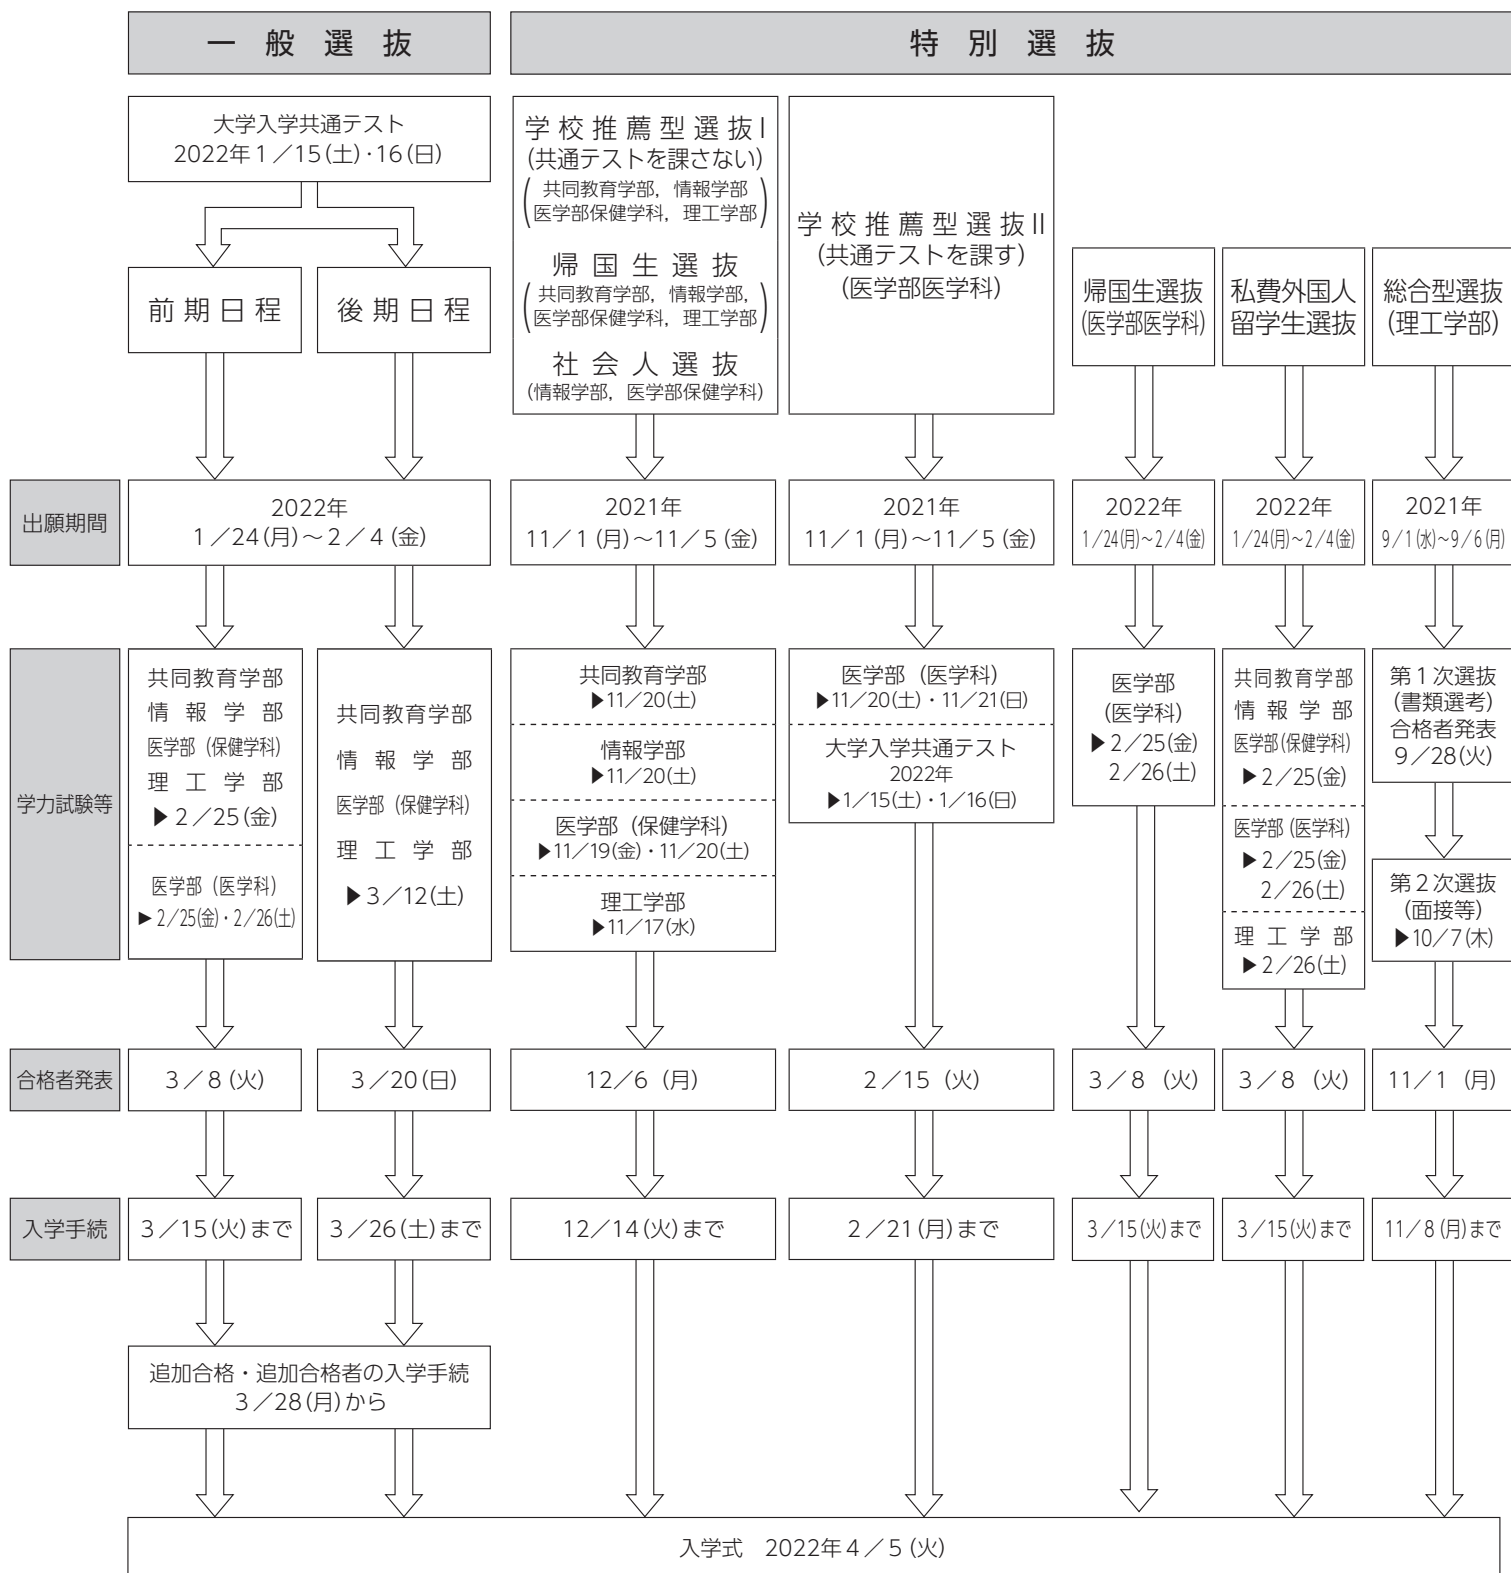 一般選抜
特別選抜
大学入学共通テスト
2022年1／15(土)･16(日)
前期日程
後期日程
学校推薦型選抜Ⅰ
(共通テストを課さない)
(共同教育学部，情報学部
医学部保健学科，理工学部)
帰国生選抜
(共同教育学部，情報学部，
医学部保健学科，理工学部)
社会人選抜
(情報学部，医学部保健学科)
学校推薦型選抜Ⅱ
(共通テストを課す)
(医学部医学科)
帰国生選抜
(医学部医学科)
私費外国人
留学生選抜
総合型選抜
(理工学部)
出願期間
2022年
1／24(月)～2／4(金)
2021年
11／1(月)～11／5(金)
2021年
11／1(月)～11／5(金)
2022年
1／24(月)～2／4(金)
2022年
1／24(月)～2／4(金)
2021年
9／1(水)～9／6(月)
学力試験等
共同教育学部
情報学部
医学部（保健学科）
理工学部
▶2／25(金)
医学部（医学科）
▶2／25(金)・2／26(土)
共同教育学部
情報学部
医学部（保健学科）
理工学部
▶3／12(土)
共同教育学部
▶11／20(土)
情報学部
▶11／20(土)
医学部（保健学科）
▶11／19(金)・11／20(土)
理工学部
▶11／17(水)
医学部（医学科）
▶11／20(土)・11／21(日)
大学入学共通テスト
2022年
▶1／15(土)・1／16(日)
医学部
(医学科)
▶2／25(金)
2／26(土)
共同教育学部
情報学部
医学部(保健学科)
▶2／25(金)
医学部(医学科)
▶2／25(金)
2／26(土)
理工学部
▶2／26(土)
第1次選抜
(書類選考)
合格者発表
9／28(火)
第2次選抜
(面接等)
▶10／7(木)
合格者発表
3／8(火)
3／20(日)
12／6(月)
2／15(火)
3／8(火)
3／8(火)
11／1(月)
入学手続
3／15(火)まで
3／26(土)まで
12／14(火)まで
2／21(月)まで
3／15(火)まで
3／15(火)まで
11／8(月)まで
追加合格・追加合格者の入学手続
3／28(月)から
入学式　2022年4／5(火)